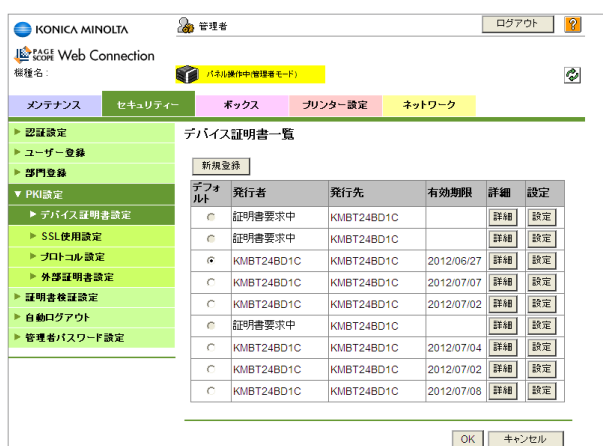 KONICA MINOLTA
管理者
ログアウト
?
PAGE SCOPE Web Connection
機種名:
パネル操作中(管理者モード)
メンテナンス セキュリティー ボックス プリンター設定 ネットワーク
認証設定
ユーザー登録
部門登録
PKI設定
デバイス証明書設定
SSL使用設定
プロトコル設定
外部証明書設定
証明書検証設定
自動ログアウト
管理者パスワード設定
デバイス証明書一覧
新規登録
デフォルト 発行者 発行先 有効期限 詳細 設定
証明書要求中 KMBT24BD1C 詳細 設定
証明書要求中 KMBT24BD1C 詳細 設定
KMBT24BD1C KMBT24BD1C 2012/06/27 詳細 設定
KMBT24BD1C KMBT24BD1C 2012/07/07 詳細 設定
KMBT24BD1C KMBT24BD1C 2012/07/02 詳細 設定
証明書要求中 KMBT24BD1C 詳細 設定
KMBT24BD1C KMBT24BD1C 2012/07/04 詳細 設定
KMBT24BD1C KMBT24BD1C 2012/07/02 詳細 設定
KMBT24BD1C KMBT24BD1C 2012/07/08 詳細 設定
OK キャンセル